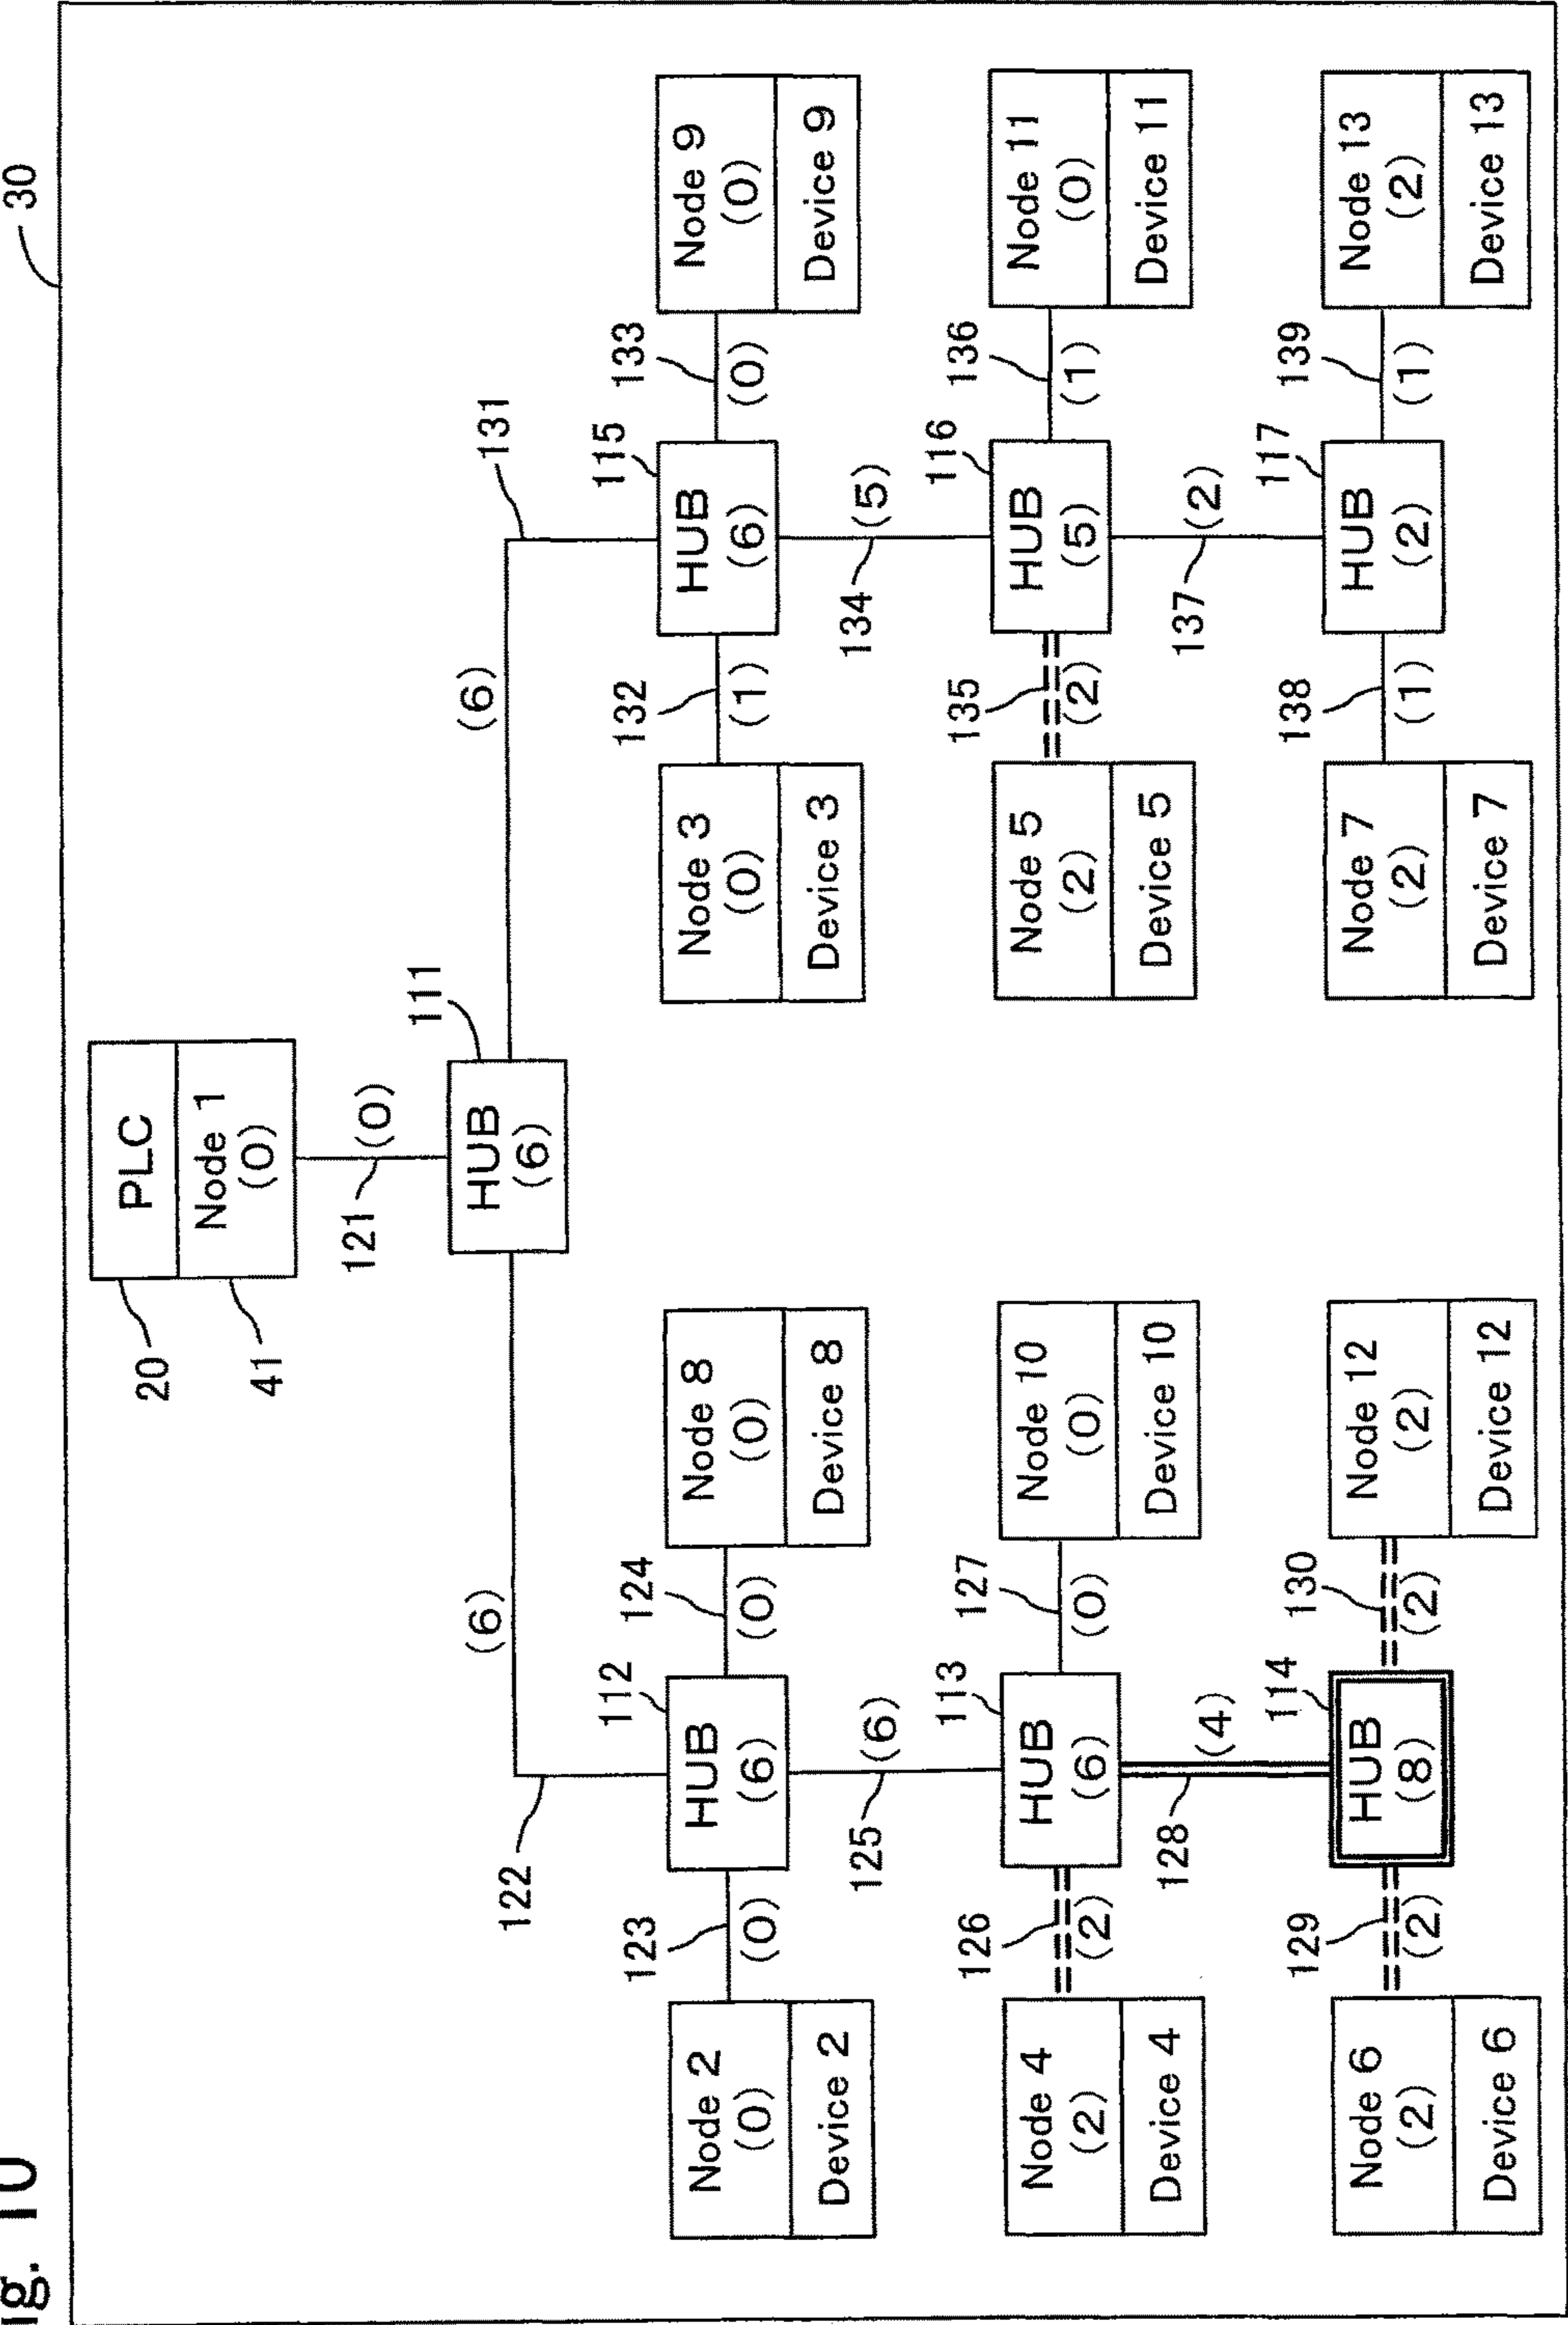 ig. 10
30
PLC
Node 1
(0)
20
41
121
(0)
111
HUB
(6)
(6)
(6)
122
131
112
HUB
(6)
123
(0)
124
(0)
Node 2
(0)
Device 2
Node 8
(0)
Device 8
125
(6)
113
HUB
(6)
126
(2)
127
(0)
Node 4
(2)
Device 4
Node 10
(0)
Device 10
128
(4)
114
HUB
(8)
129
(2)
130
(2)
Node 6
(2)
Device 6
Node 12
(2)
Device 12
115
HUB
(6)
132
(1)
133
(0)
Node 3
(0)
Device 3
Node 9
(0)
Device 9
134
(5)
116
HUB
(5)
135
(2)
136
(1)
Node 5
(2)
Device 5
Node 11
(0)
Device 11
137
(2)
117
HUB
(2)
138
(1)
139
(1)
Node 7
(2)
Device 7
Node 13
(2)
Device 13